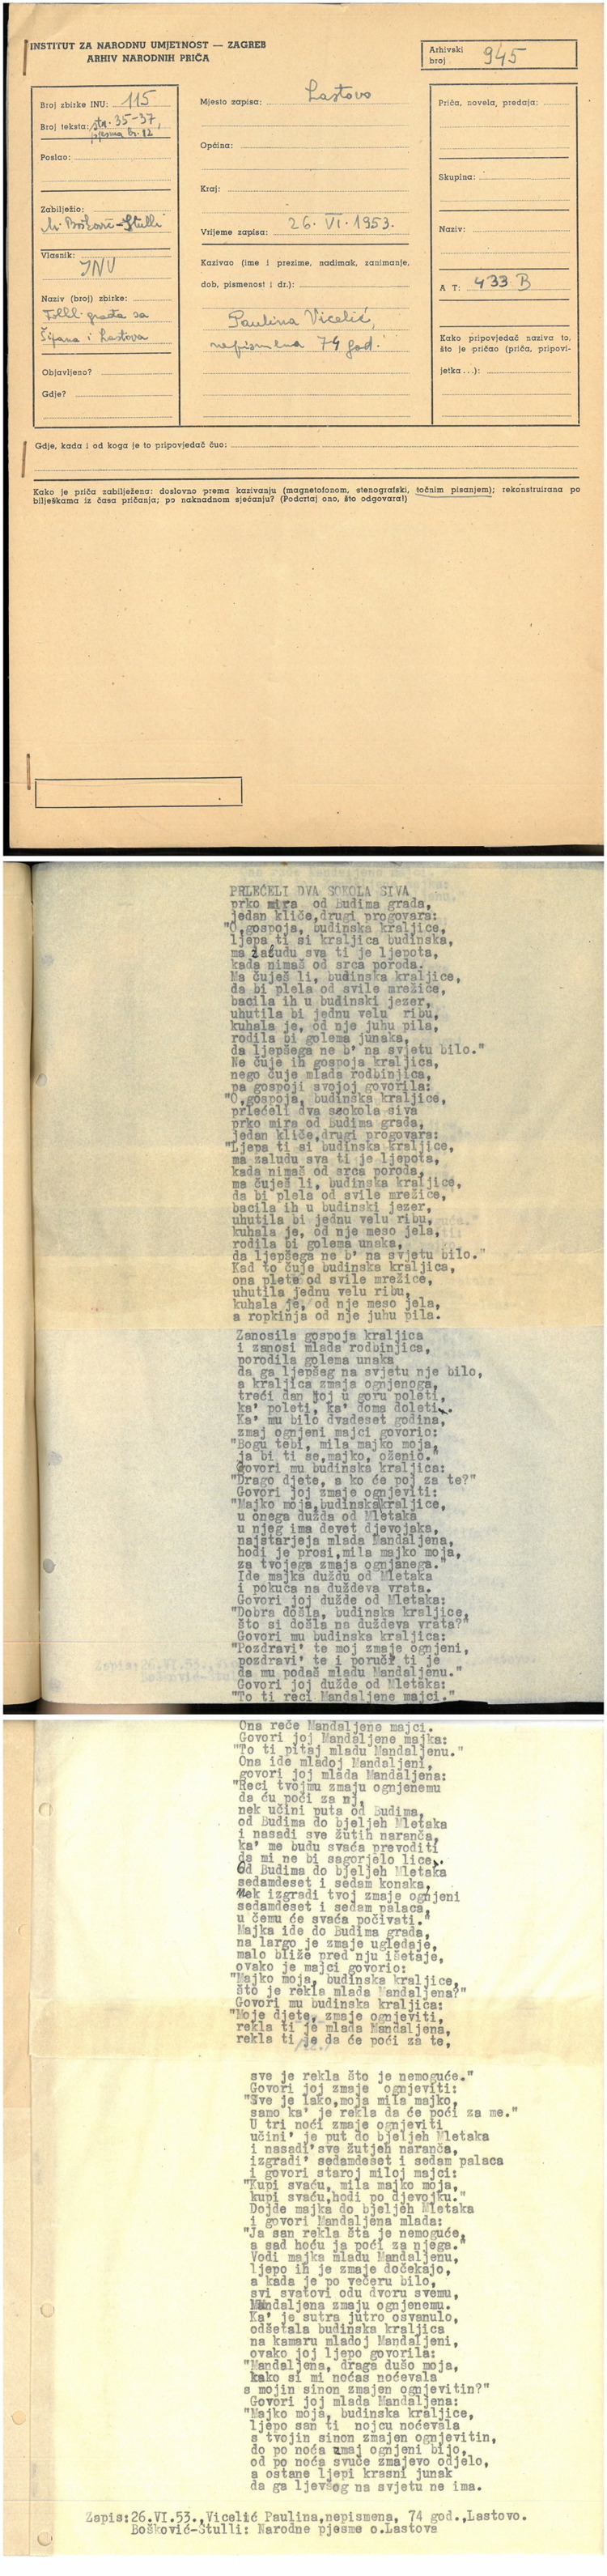 INSTITUT ZA NARODNU UMJETNOST — ZAGREB
ARHIV NARODNIH PRIČA
Arhivski broj 945
Broj zbirke INU: 115
Broj teksta: str. 35-37,
pjesma br. 12
Poslao:
Zabilježio:
M. Bošković-Stulli
Vlasnik:
INU
Naziv (broj) zbirke:
Folkl. građa sa
Šipana i Lastova
Objavljeno?
Gdje?
Mjesto zapisa: Lastovo
Općina:
Kraj:
Vrijeme zapisa: 26. VI. 1953.
Kazivao (ime i prezime, nadimak, zanimanje,
dob, pismenost i dr.):
Paulina Vicelić,
nepismena 74 god.
Priča, novela, predaja:
Skupina:
Naziv:
A T: 433 B
Kako pripovjedač naziva to,
što je pričao (priča, pripovi-
jetka...):
Gdje, kada i od koga je to pripovjedač čuo:
Kako je priča zabilježena: doslovno prema kazivanju (magnetofonom, stenografski, točnim pisanjem); rekonstruirana po
bilješkama iz časa pričanja; po naknadnom sjećanju? (Podcrtaj ono, što odgovara!)
PRLEĆELI DVA SOKOLA SIVA
prko mira od Budima grada,
jedan kliče,drugi progovara:
"O,gospoja, budinska kraljice,
ljepa ti si kraljica budinska,
ma zaludu sva ti je ljepota,
kada nimaš od srca poroda.
Ma čuješ li, budinska kraljice,
da bi plela od svile mrežice,
bacila ih u budinski jezer,
uhutila bi jednu velu ribu,
kuhala je, od nje juhu pila,
rodila bi golema junaka,
da ljepšega ne b' na svjetu bilo."
Ne čuje ih gospoja kraljica,
nego čuje mlada rodbinjica,
pa gospoji svojoj govorila:
"O,gospoja, budinska kraljice,
prlećeli dva sokola siva
prko mira od Budima grada,
jedan kliče,drugi progovara:
"Ljepa ti si budinska kraljice,
ma zaludu sva ti je ljepota,
kada nimaš od srca poroda,
ma čuješ li, budinska kraljice,
da bi plela od svile mrežice,
bacila ih u budinski jezer,
uhutila bi jednu velu ribu,
kuhala je, od nje meso jela,
rodila bi golema unaka,
da ljepšega ne b' na svjetu bilo."
Kad to čuje budinska kraljica,
ona plete od svile mrežice,
uhutila jednu velu ribu,
kuhala je, od nje meso jela,
a ropkinja od nje juhu pila.
Zanosila gospoja kraljica
i zanosi mlada rodbinjica,
porodila golema unaka
da ga ljepšeg na svjetu nje bilo,
a kraljica zmaja ognjenoga,
treći dan joj u goru poleti,
ka' poleti, ka' doma doleti.
Ka' mu bilo dvadeset godina,
zmaj ognjeni majci govorio:
"Bogu tebi, mila majko moja,
ja bi ti se,majko, oženio."
Govori mu budinska kraljica:
"Drago djete, a ko će poj za te?"
Govori joj zmaje ognjeviti:
"Majko moja,budinska kraljice,
u onega dužda od Mletaka
u njeg ima devet djevojaka,
najstarjeja mlada Mandaljena,
hodi je prosi,mila majko moja,
za tvojega zmaja ognjanega."
Ide majka duždu od Mletaka
i pokuca na duždeva vrata.
Govori joj dužde od Mletaka:
"Dobra došla, budinska kraljice,
što si došla na duždeva vrata?"
Govori mu budinska kraljica:
"Pozdravi' te moj zmaje ognjeni,
pozdravi' te i poruči ti je
da mu podaš mladu Mandaljenu."
Govori joj dužde od Mletaka:
"To ti reci Mandaljene majci."
Ona reče Mandaljene majci.
Govori joj Mandaljene majka:
"To ti pitaj mladu Mandaljenu."
Ona ide mladoj Mandaljeni,
govori joj mlada Mandaljena:
"Reci tvojmu zmaju ognjenemu
da ću poći za nj,
nek učini puta od Budima,
od Budima do bjeljeh Mletaka
i nasadi sve žutih naranča,
ka' me budu svaća prevoditi
da mi ne bi sagorjelo lice.
Od Budima do bjeljeh Mletaka
sedamdeset i sedam konaka,
Nek izgradi tvoj zmaje ognjeni
sedamdeset i sedam palaca,
u čemu će svaća počivati."
Majka ide do Budima grada,
na largo je zmaje ugledaje,
malo bliže pred nju išetaje,
ovako je majci govorio:
"Majko moja, budinska kraljice,
što je rekla mlada Mandaljena?"
Govori mu budinska kraljica:
"Moje djete, zmaje ognjeviti,
rekla ti je mlada Mandaljena,
rekla ti je da će poći za te,
sve je rekla što je nemoguće."
Govori joj zmaje ognjeviti:
"Sve je lako,moja mila majko,
samo ka' je rekla da će poći za me."
U tri noći zmaje ognjeviti
učini' je put do bjeljeh Mletaka
i nasadi'sve žutjeh naranča,
izgradi' sedamdeset i sedam palaca
i govori staroj miloj majci:
"Kupi svaću, mila majko moja,
kupi svaću,hodi po djevojku."
Dojde majka do bjeljeh Mletaka
i govori Mandaljena mlada:
"Ja san rekla šta je nemoguće,
a sad hoću ja poći za njega."
Vodi majka mladu Mandaljenu,
ljepo ih je zmaje dočekajo,
a kada je po večeru bilo,
svi svatovi odu dvoru svemu,
Mandaljena zmaju ognjenemu.
Ka' je sutra jutro osvanulo,
odšetala budinska kraljica
na kamaru mladoj Mandaljeni,
ovako joj ljepo govorila:
"Mandaljena, draga dušo moja,
kako si mi noćas noćevala
s mojin sinon zmajen ognjevitin?"
Govori joj mlada Mandaljena:
"Majko moja, budinska kraljice,
ljepo san ti nojcu noćevala
s tvojin sinon zmajen ognjevitin,
do po noća zmaj ognjeni bijo,
od po noća svuče zmajevo odjelo,
a ostane ljepi krasni junak
da ga ljevšog na svjetu ne ima.
Zapis:26.VI.53.,Vicelić Paulina,nepismena, 74 god.,Lastovo.
Bošković-Stulli: Narodne pjesme o.Lastova